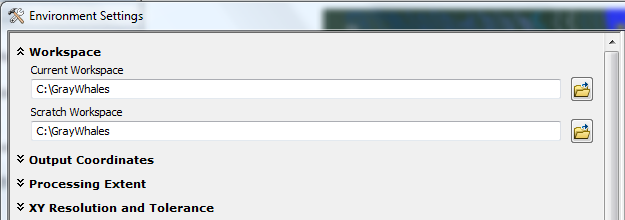 Environment Settings
Workspace
Current Workspace
C:\GrayWhales
Scratch Workspace
C:\GrayWhales
Output Coordinates
Processing Extent
XY Resolution and Tolerance